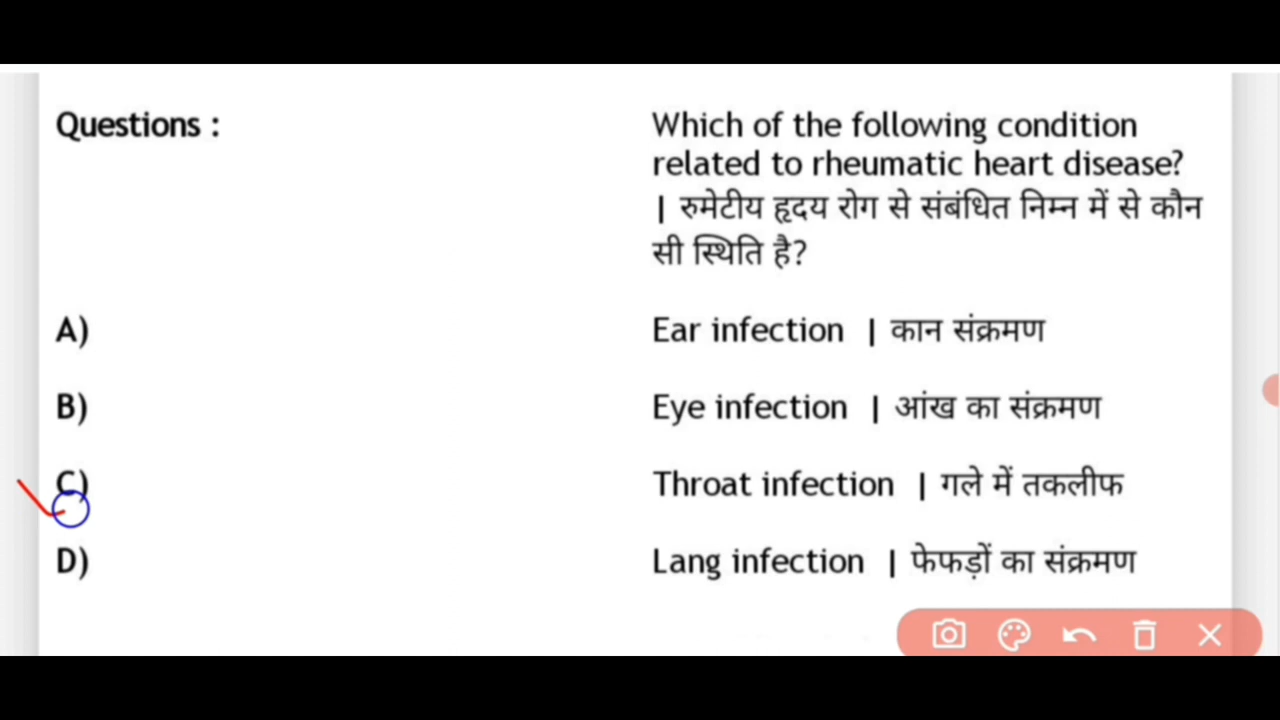 Questions :
Which of the following condition
related to rheumatic heart disease?
| रुमेटीय हृदय रोग से संबंधित निम्न में से कौन
सी स्थिति है?
A) Ear infection | कान संक्रमण
B) Eye infection | आंख का संक्रमण
C) Throat infection | गले में तकलीफ
D) Lang infection | फेफड़ों का संक्रमण